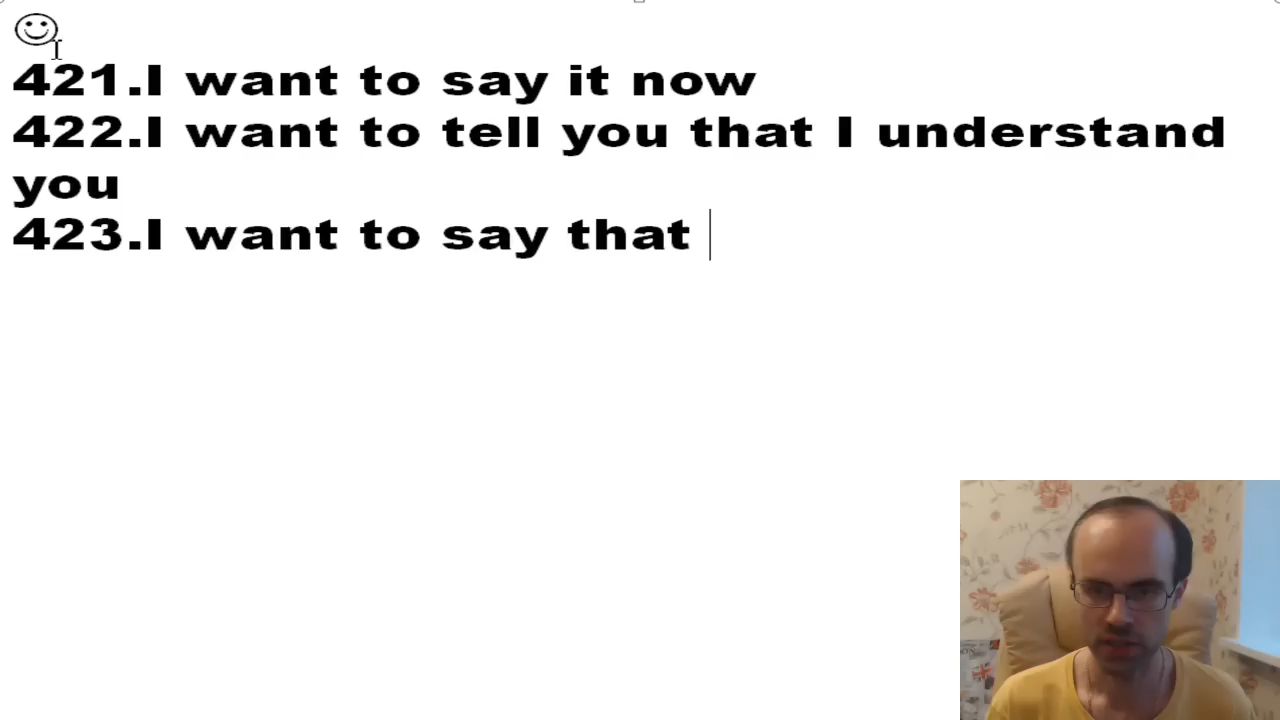 421.I want to say it now
422.I want to tell you that I understand
you
423.I want to say that